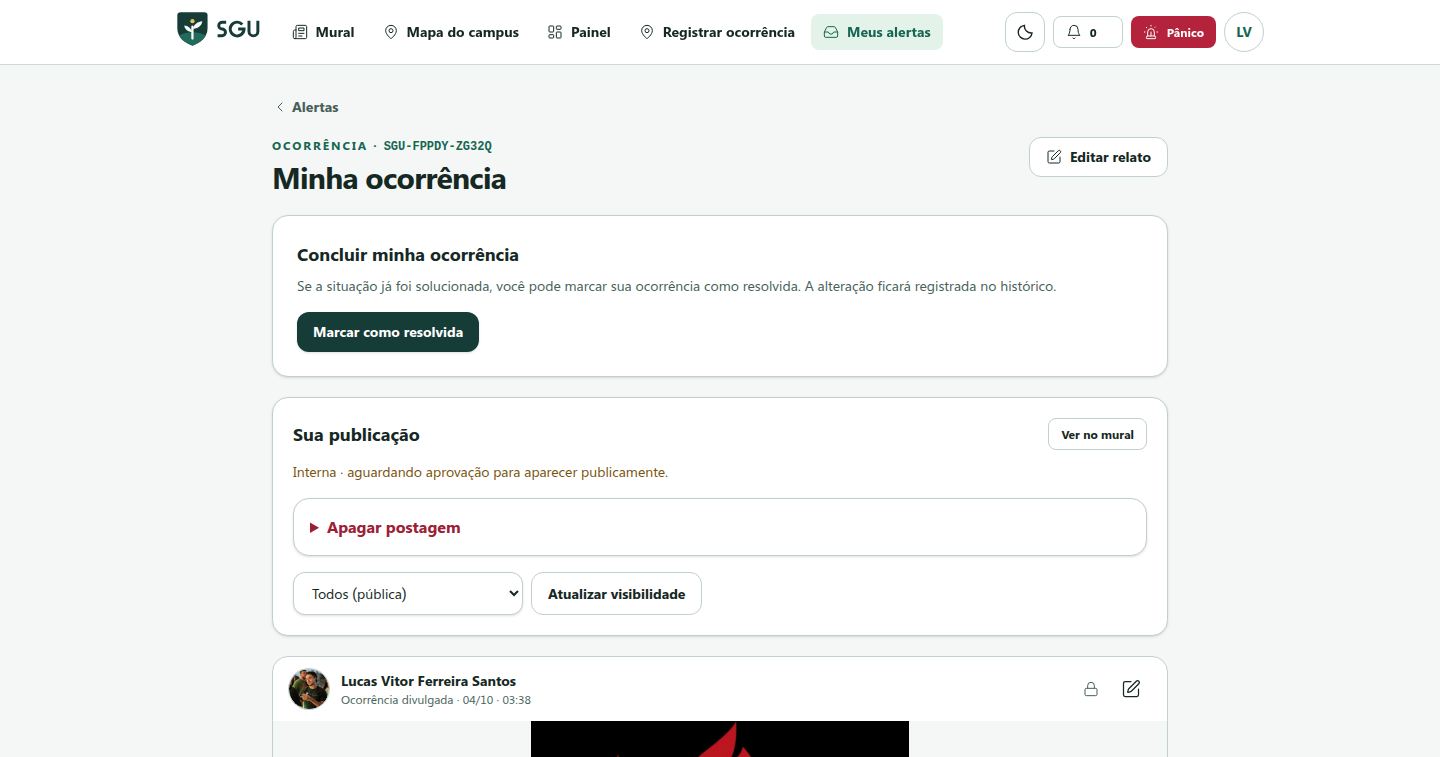 SGU
Mural
Mapa do campus
Painel
Registrar ocorrência
Meus alertas
0
Pânico
LV
Alertas
OCORRÊNCIA · SGU-FPPDY-ZG32Q
Minha ocorrência
Editar relato
Concluir minha ocorrência
Se a situação já foi solucionada, você pode marcar sua ocorrência como resolvida. A alteração ficará registrada no histórico.
Marcar como resolvida
Sua publicação
Ver no mural
Interna · aguardando aprovação para aparecer publicamente.
Apagar postagem
Todos (pública)
Atualizar visibilidade
Lucas Vitor Ferreira Santos
Ocorrência divulgada · 04/10 · 03:38